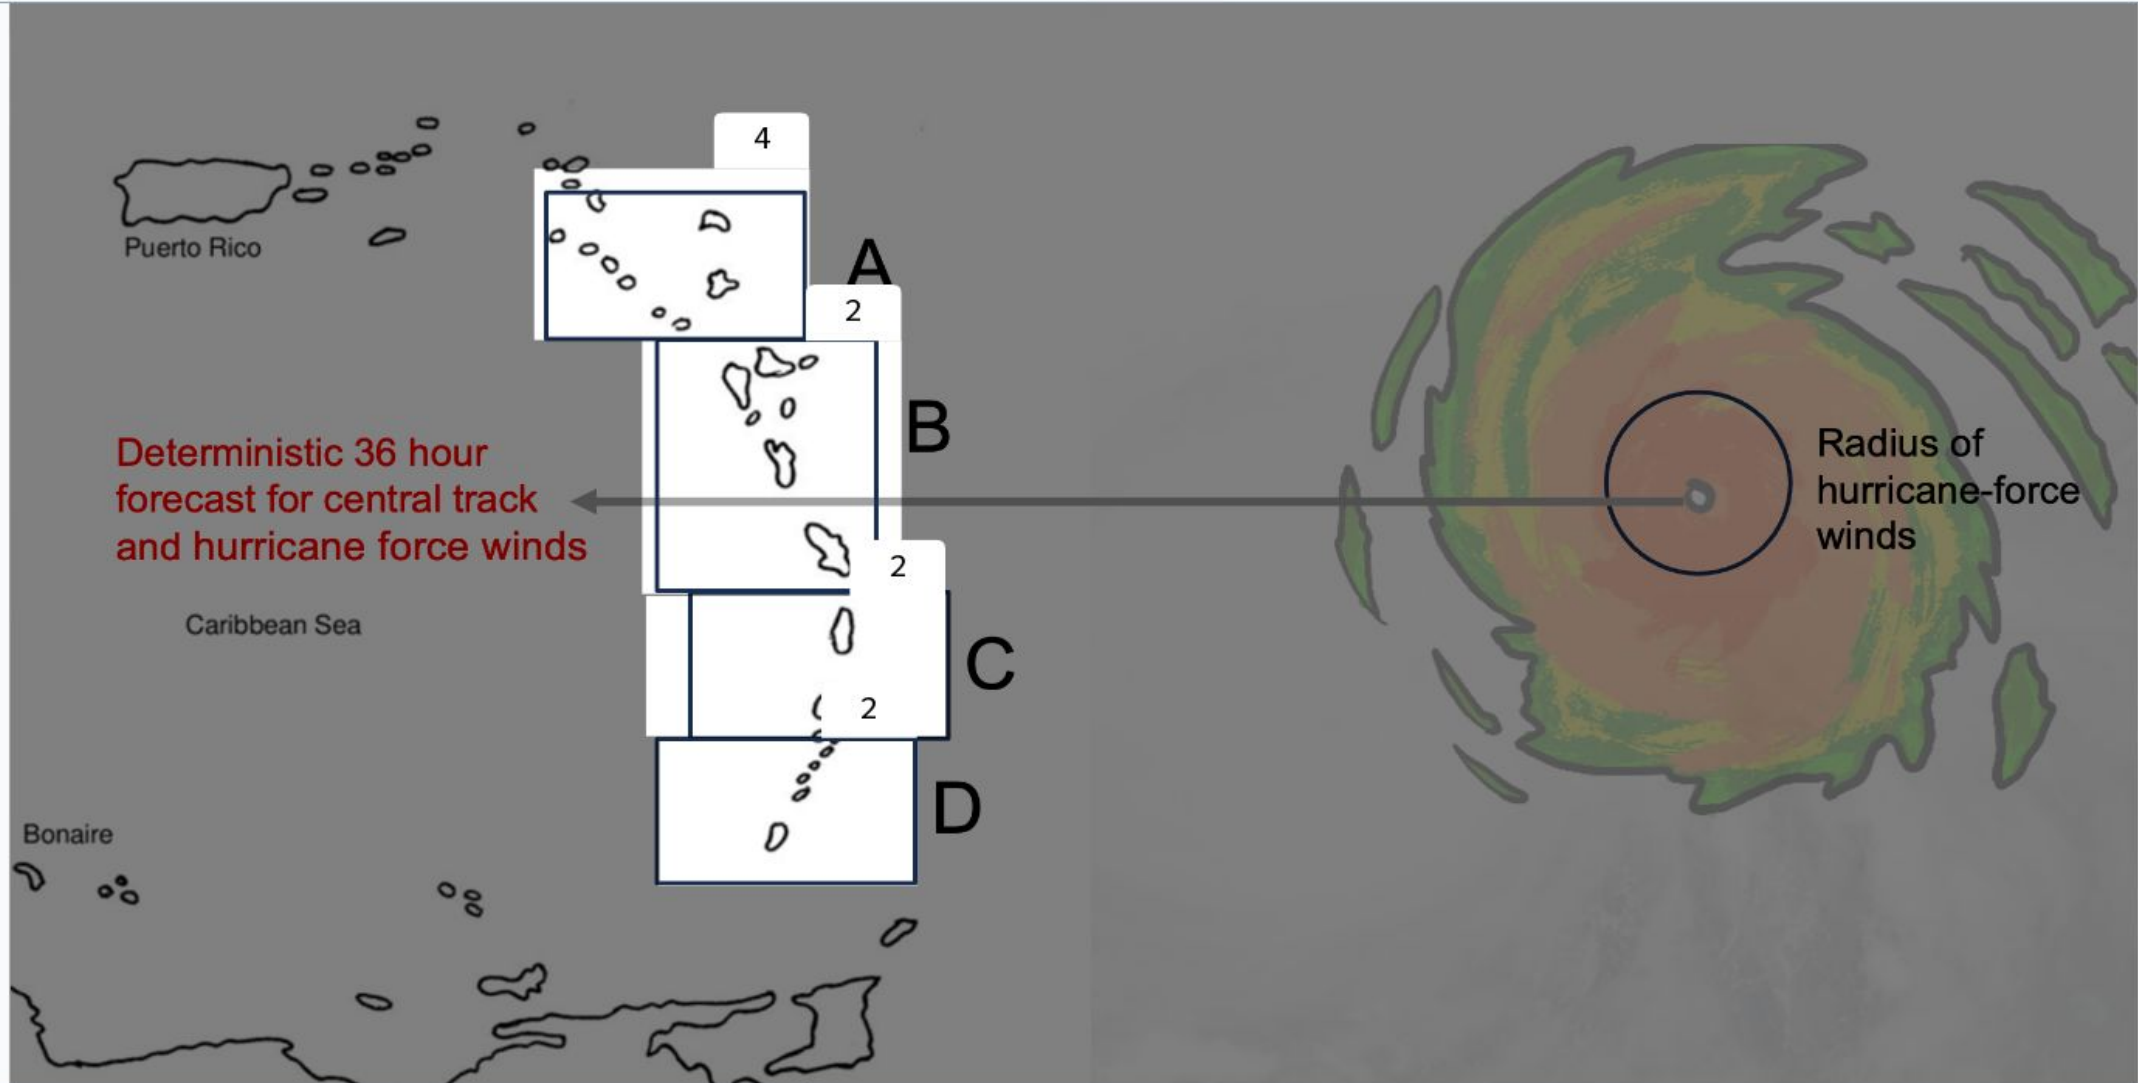 4
Puerto Rico
A
2
B
Deterministic 36 hour
forecast for central track
and hurricane force winds
Radius of
hurricane-force
winds
2
Caribbean Sea
C
2
D
Bonaire